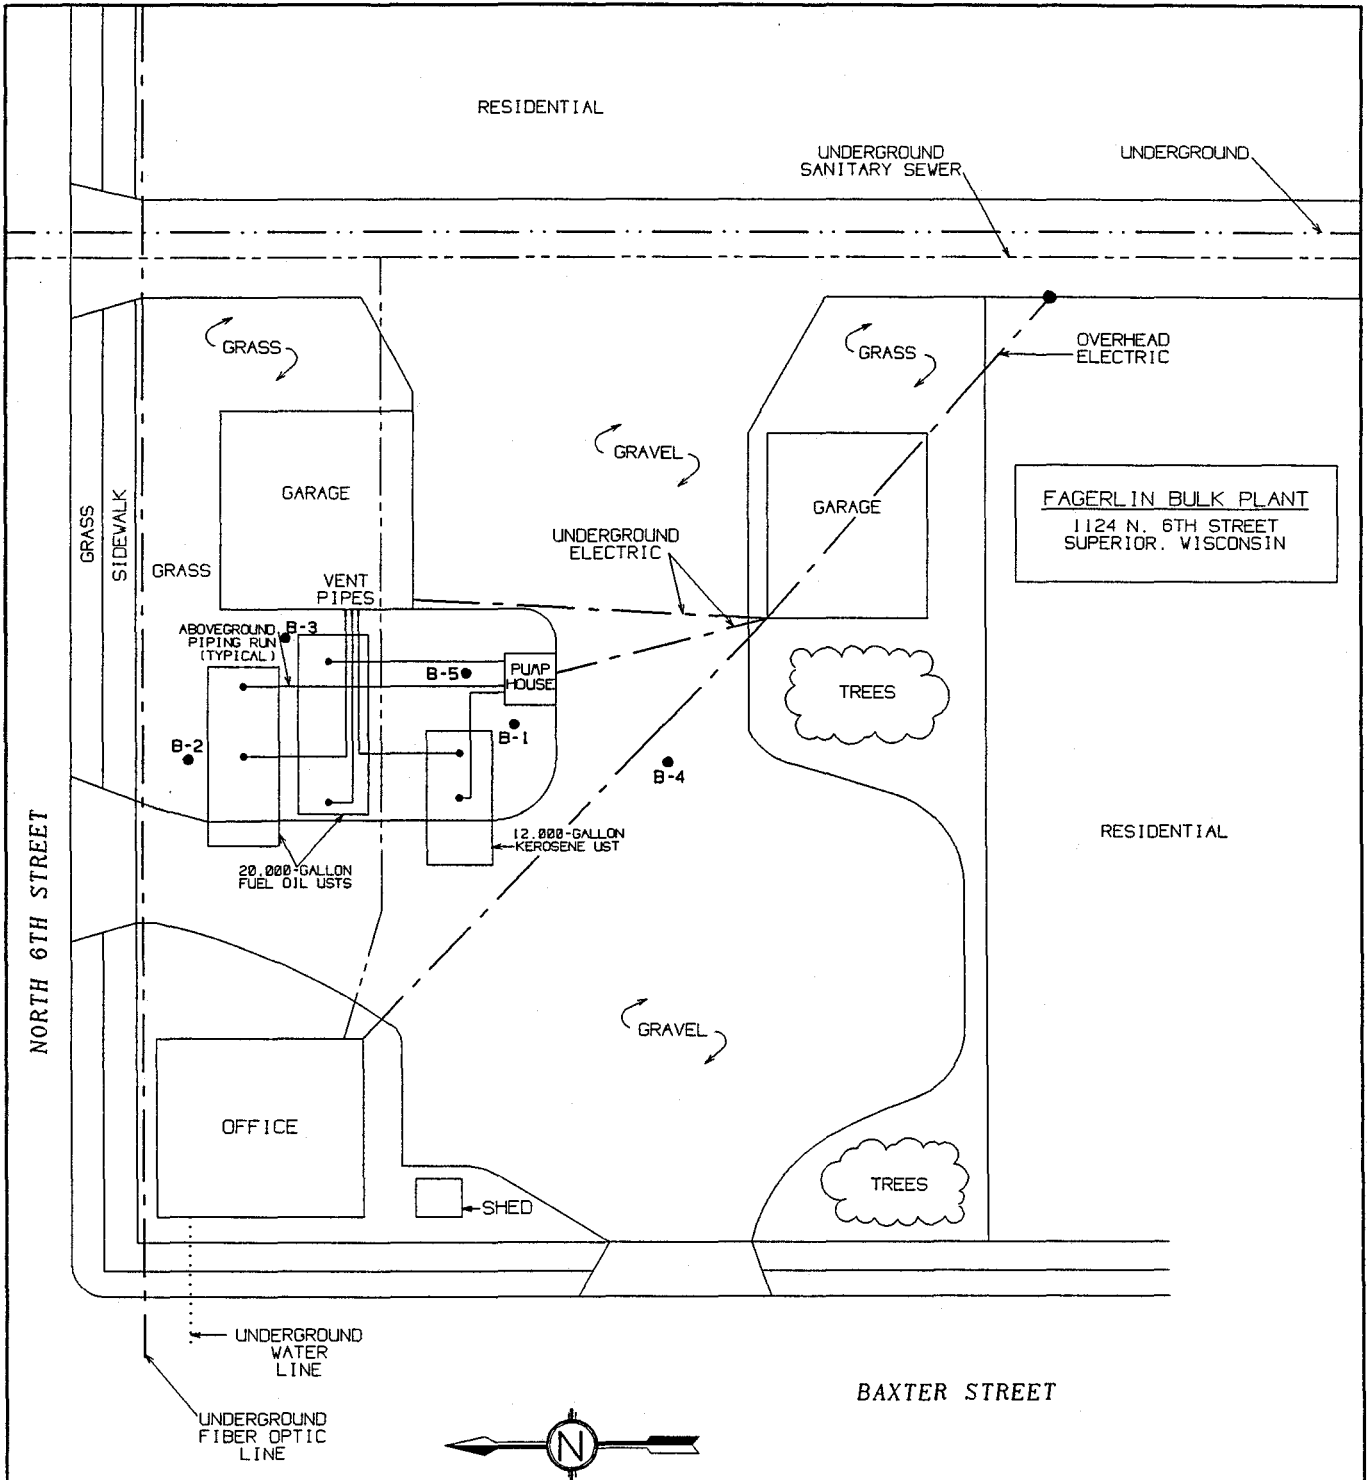 RESIDENTIAL
UNDERGROUND
SANITARY SEWER
UNDERGROUND
GRASS
GRASS
OVERHEAD
ELECTRIC
GRAVEL
GARAGE
GARAGE
FAGERLIN BULK PLANT
1124 N. 6TH STREET
SUPERIOR, WISCONSIN
GRASS
SIDEWALK
UNDERGROUND
ELECTRIC
GRASS
VENT
PIPES
ABOVEGROUND
PIPING RUN
(TYPICAL)
B-3
B-5
PUMP
HOUSE
TREES
B-2
B-1
B-4
12,000-GALLON
KEROSENE UST
RESIDENTIAL
20,000-GALLON
FUEL OIL USTS
NORTH 6TH STREET
GRAVEL
OFFICE
TREES
SHED
UNDERGROUND
WATER
LINE
BAXTER STREET
UNDERGROUND
FIBER OPTIC
LINE
N